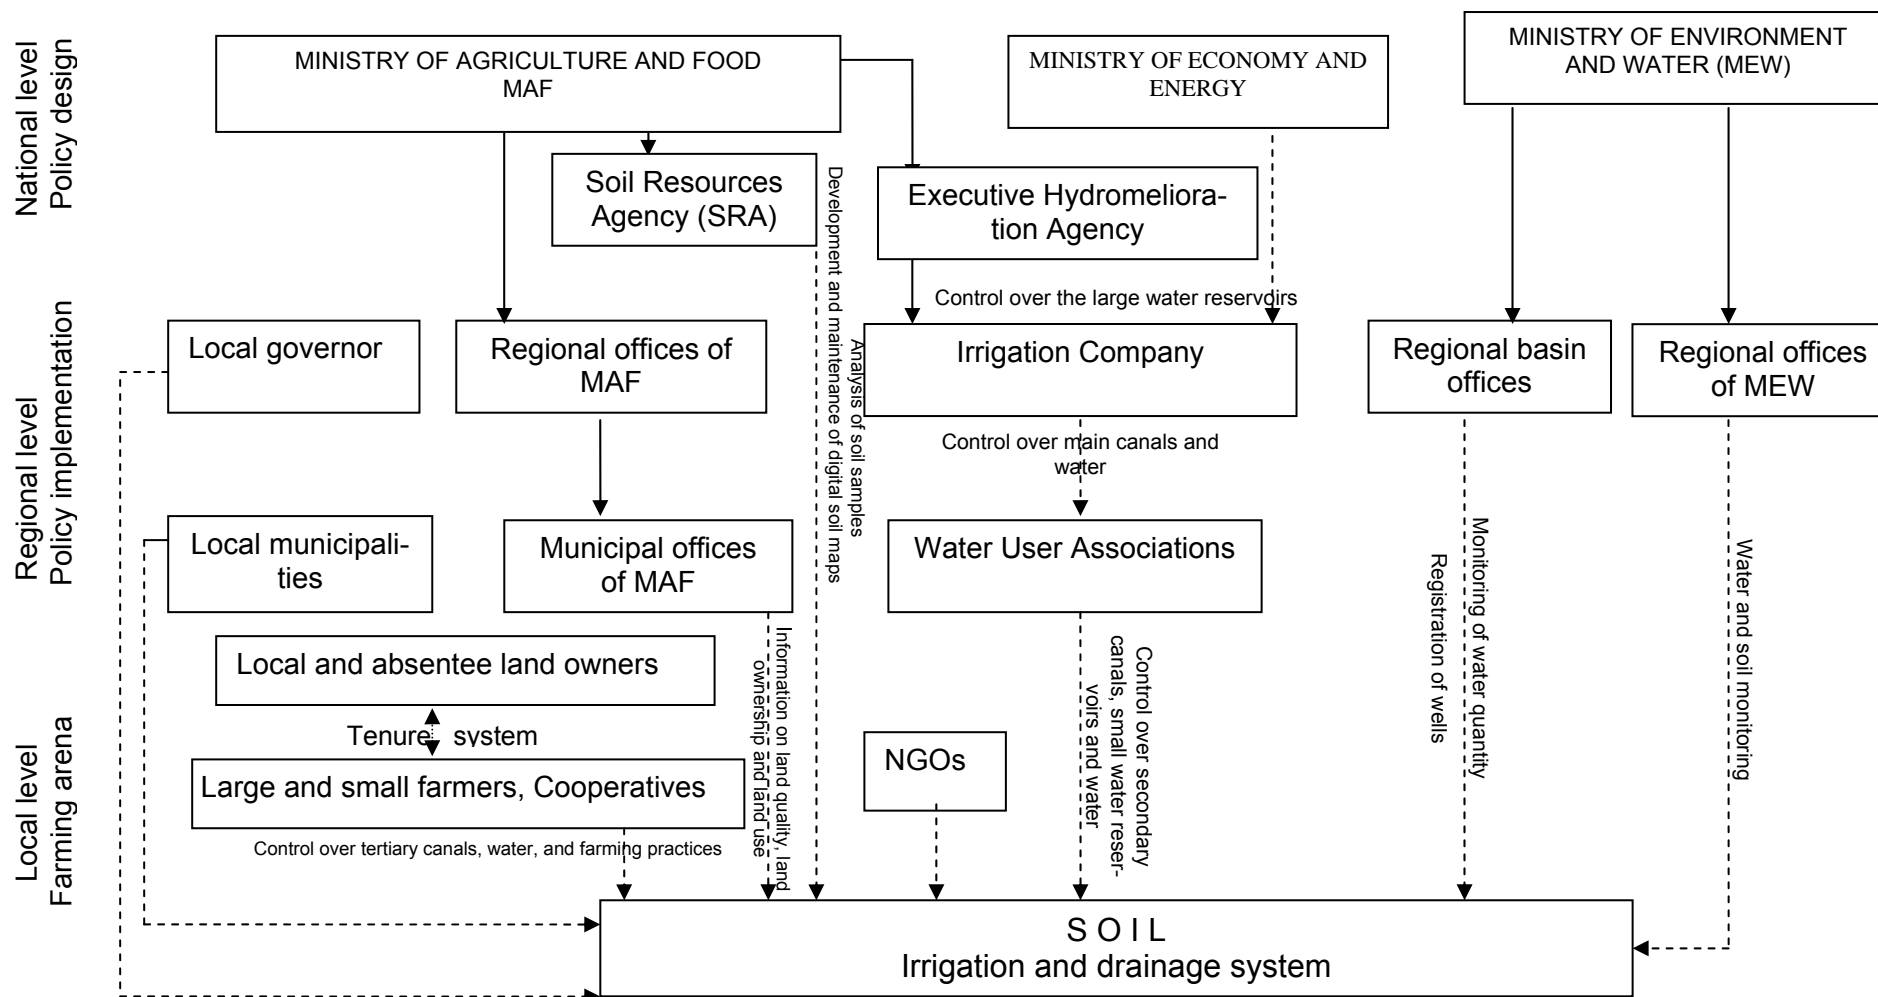 National level
Policy design
MINISTRY OF AGRICULTURE AND FOOD
MAF
MINISTRY OF ECONOMY AND
ENERGY
MINISTRY OF ENVIRONMENT
AND WATER (MEW)
Soil Resources
Agency (SRA)
Executive Hydromeliora-
tion Agency
Development and maintenance of digital soil maps
Analysis of soil samples
Control over the large water reservoirs
Regional level
Policy implementation
Local governor
Regional offices of
MAF
Irrigation Company
Regional basin
offices
Regional offices
of MEW
Control over main canals and
water
Local municipali-
ties
Municipal offices
of MAF
Water User Associations
Monitoring of water quantity
Registration of wells
Water and soil monitoring
Local level
Farming arena
Local and absentee land owners
Tenure system
Large and small farmers, Cooperatives
Control over tertiary canals, water, and farming practices
Information on land quality, land
ownership and land use
NGOs
Control over secondary
canals, small water reser-
voirs and water
S O I L
Irrigation and drainage system